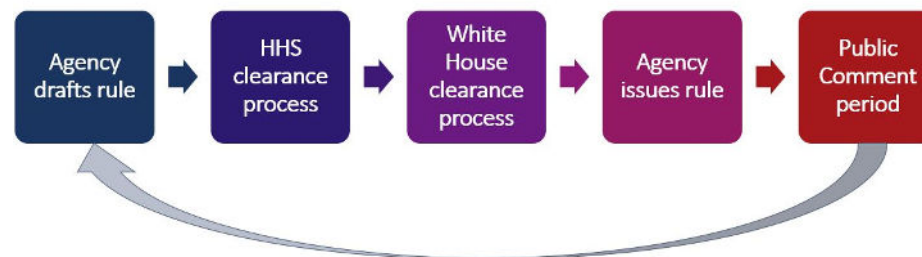 Agency
drafts rule
HHS
clearance
process
White
House
clearance
process
Agency
issues rule
Public
Comment
period